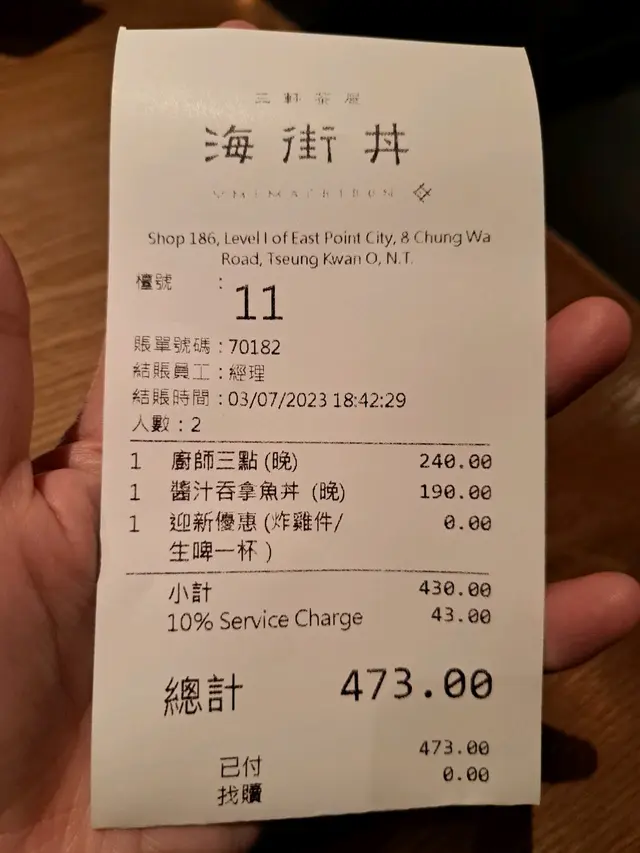 三軒茶屋
海街丼
Shop 186, Level 1 of East Point City, 8 Chung Wa
Road, Tseung Kwan O, N.T.
檯號 : 11
賬單號碼 : 70182
結賬員工 : 經理
結賬時間 : 03/07/2023 18:42:29
人數 : 2
1 廚師三點 (晚) 240.00
1 醬汁吞拿魚丼 (晚) 190.00
1 迎新優惠 (炸雞件/ 0.00
生啤一杯 )
小計 430.00
10% Service Charge 43.00
總計 473.00
已付 473.00
找贖 0.00